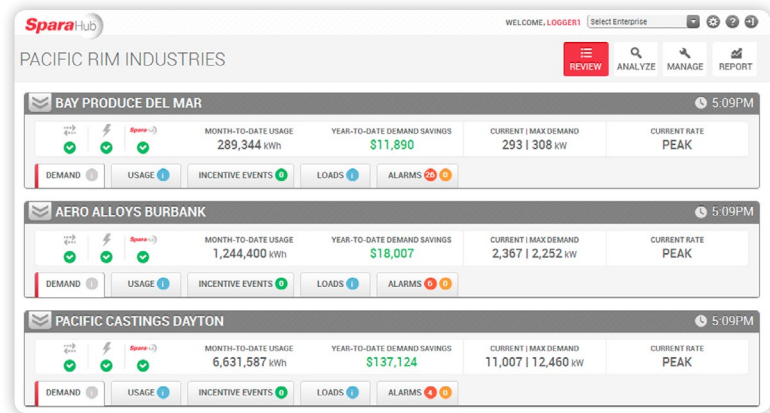 SparaHub
WELCOME, LOGGER1 Select Enterprise
PACIFIC RIM INDUSTRIES
REVIEW ANALYZE MANAGE REPORT
BAY PRODUCE DEL MAR 5:09PM
Spara MONTH-TO-DATE USAGE YEAR-TO-DATE DEMAND SAVINGS CURRENT | MAX DEMAND CURRENT RATE
289,344 kWh $11,890 293 | 308 kW PEAK
DEMAND i USAGE i INCENTIVE EVENTS 0 LOADS i ALARMS 26 0
AERO ALLOYS BURBANK 5:09PM
Spara MONTH-TO-DATE USAGE YEAR-TO-DATE DEMAND SAVINGS CURRENT | MAX DEMAND CURRENT RATE
1,244,400 kWh $18,007 2,367 | 2,252 kW PEAK
DEMAND i USAGE i INCENTIVE EVENTS 0 LOADS i ALARMS 6 0
PACIFIC CASTINGS DAYTON 5:09PM
Spara MONTH-TO-DATE USAGE YEAR-TO-DATE DEMAND SAVINGS CURRENT | MAX DEMAND CURRENT RATE
6,631,587 kWh $137,124 11,007 | 12,460 kW PEAK
DEMAND i USAGE i INCENTIVE EVENTS 0 LOADS i ALARMS 4 0